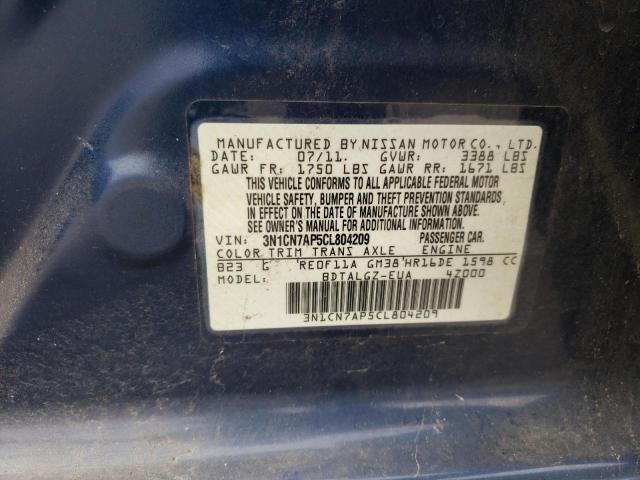 MANUFACTURED BY NISSAN MOTOR CO., LTD.
DATE: 07/11. GVWR: 3388 LBS
GAWR FR: 1750 LBS GAWR RR: 1671 LBS
THIS VEHICLE CONFORMS TO ALL APPLICABLE FEDERAL MOTOR
VEHICLE SAFETY, BUMPER AND THEFT PREVENTION STANDARDS
IN EFFECT ON THE DATE OF MANUFACTURE SHOWN ABOVE.
SEE OWNER'S MANUAL FOR ADDITIONAL INFORMATION.
VIN: 3N1CN7AP5CL804209 PASSENGER CAR.
COLOR TRIM TRANS AXLE ENGINE
B23 G RE0F11A GM38 HR16DE 1598 CC
MODEL: BDTALGZ-EUA 4Z000
3N1CN7AP5CL804209